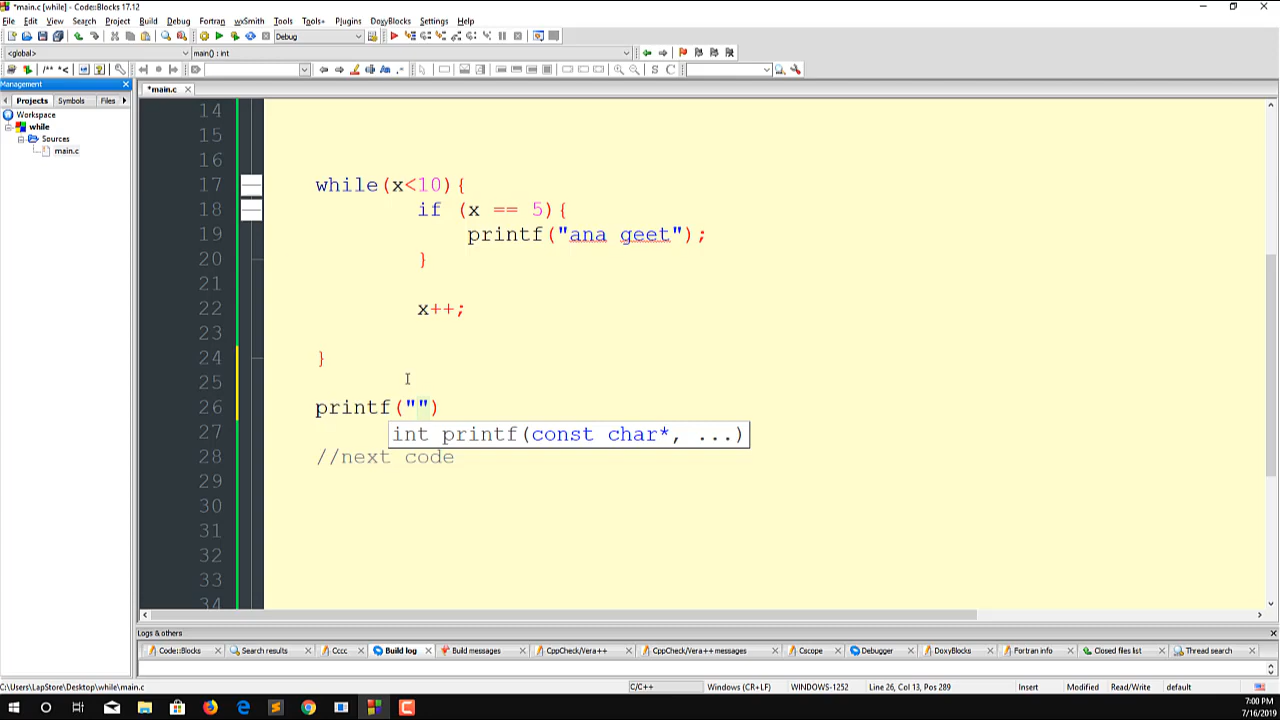 *main.c [while] - Code::Blocks 17.12
File Edit View Search Project Build Debug Fortran wxSmith Tools Tools+ Plugins DoxyBlocks Settings Help
Debug
<global> main() : int
/** *<
S C
Management
Projects Symbols Files
*main.c
Workspace
while
Sources
main.c
14
15
16
17 while(x<10){
18 if (x == 5){
19 printf("ana geet");
20 }
21
22 x++;
23
24 }
25
26 printf("")
27 int printf(const char*, ...)
28 //next code
29
30
31
32
33
34
Logs & others
Code::Blocks Search results Cccc Build log Build messages CppCheck/Vera++ CppCheck/Vera++ messages Cscope Debugger DoxyBlocks Fortran info Closed files list Thread search
C:\Users\LapStore\Desktop\while\main.c C/C++ Windows (CR+LF) WINDOWS-1252 Line 26, Col 13, Pos 289 Insert Modified Read/Write default
7:00 PM
7/16/2019